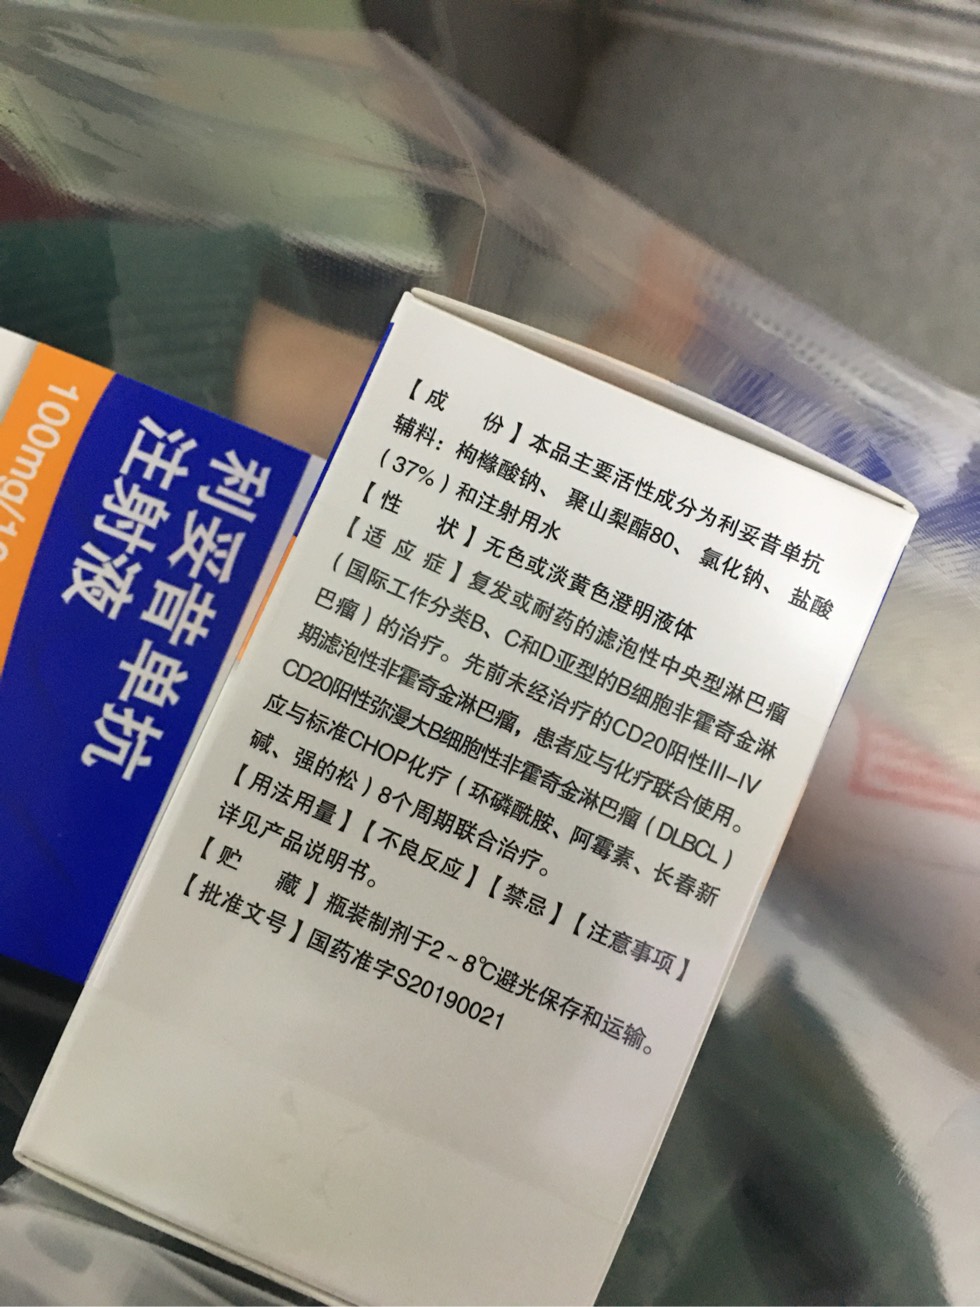 【成 份】本品主要活性成分为利妥昔单抗
辅料：枸橼酸钠、聚山梨酯80、氯化钠、盐酸
（37%）和注射用水
【性 状】无色或淡黄色澄明液体
【适应症】复发或耐药的滤泡性中央型淋巴瘤
（国际工作分类B、C和D亚型的B细胞非霍奇金淋
巴瘤）的治疗。先前未经治疗的CD20阳性III-IV
期滤泡性非霍奇金淋巴瘤，患者应与化疗联合使用。
CD20阳性弥漫大B细胞性非霍奇金淋巴瘤（DLBCL）
应与标准CHOP化疗（环磷酰胺、阿霉素、长春新
碱、强的松）8个周期联合治疗。
【用法用量】【不良反应】【禁忌】【注意事项】
详见产品说明书。
【贮 藏】瓶装制剂于2～8℃避光保存和运输。
【批准文号】国药准字S20190021
利妥昔单抗
注射液
100mg/10